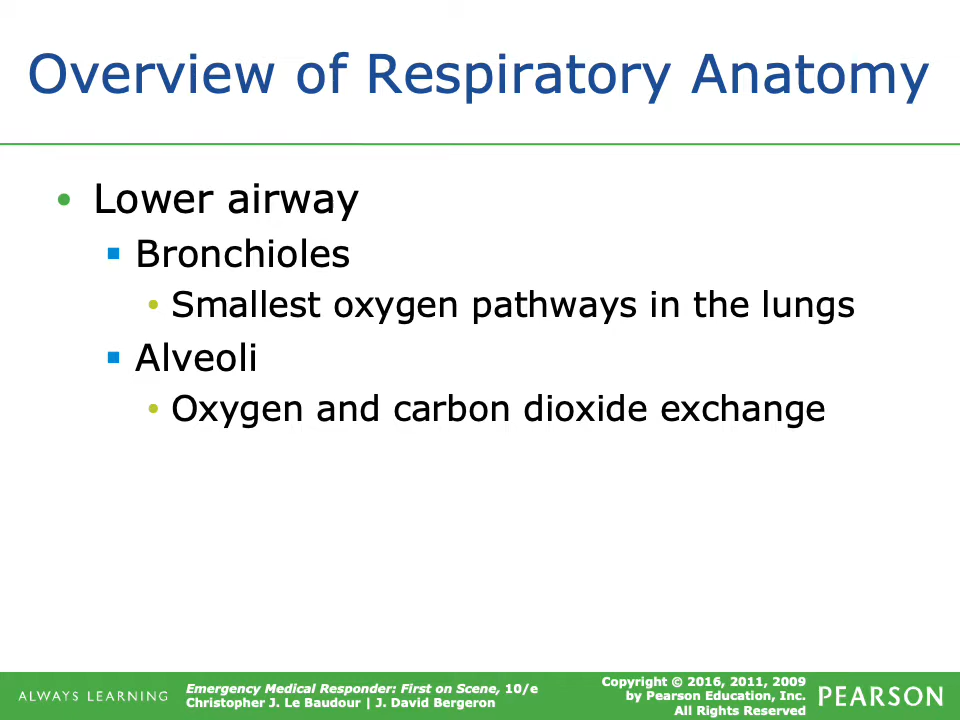 Overview of Respiratory Anatomy
• Lower airway
▪ Bronchioles
• Smallest oxygen pathways in the lungs
▪ Alveoli
• Oxygen and carbon dioxide exchange
ALWAYS LEARNING
Emergency Medical Responder: First on Scene, 10/e
Christopher J. Le Baudour | J. David Bergeron
Copyright © 2016, 2011, 2009
by Pearson Education, Inc.
All Rights Reserved
PEARSON